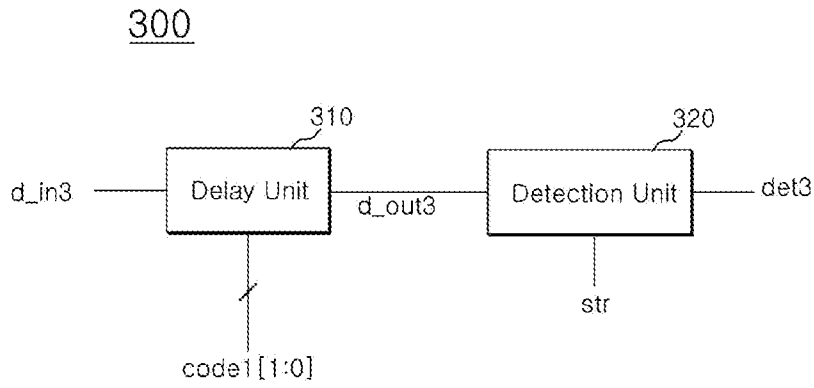 300
310
320
d_in3
Delay Unit
d_out3
Detection Unit
det3
str
code1[1:0]